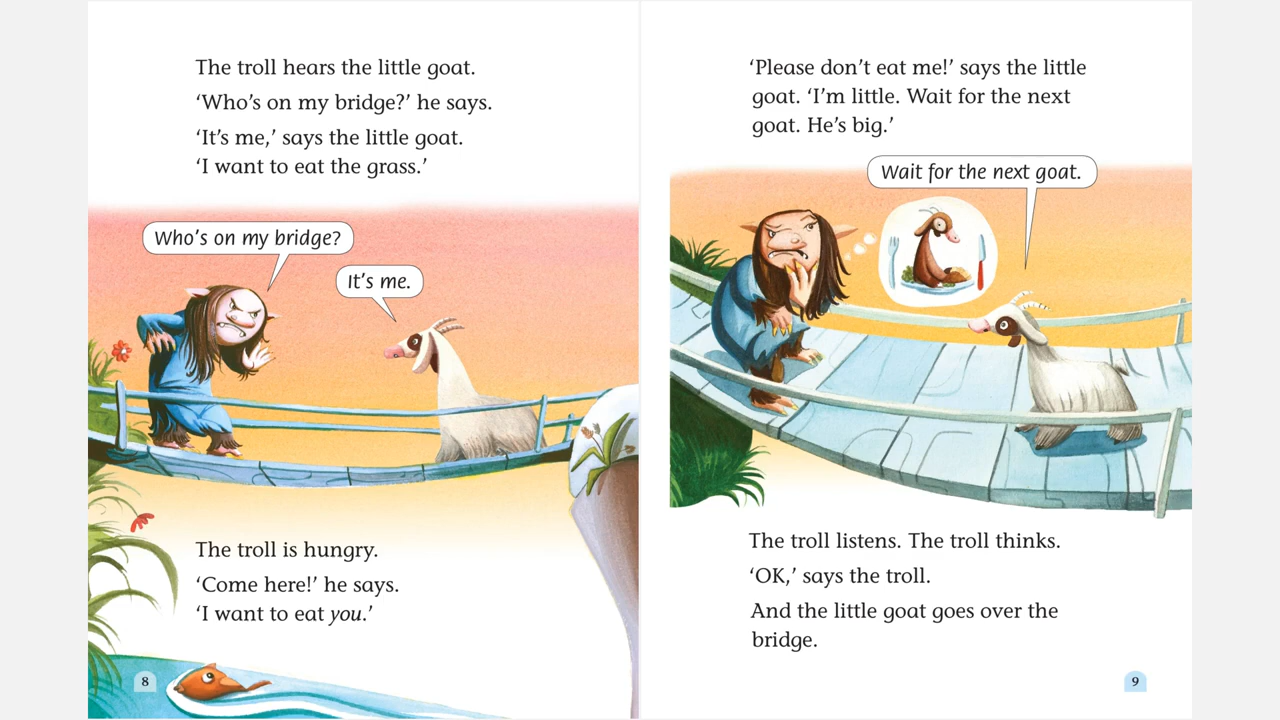 The troll hears the little goat.
‘Who’s on my bridge?’ he says.
‘It’s me,’ says the little goat.
‘I want to eat the grass.’
Who’s on my bridge?
It’s me.
The troll is hungry.
‘Come here!’ he says.
‘I want to eat you.’
8
‘Please don’t eat me!’ says the little
goat. ‘I’m little. Wait for the next
goat. He’s big.’
Wait for the next goat.
The troll listens. The troll thinks.
‘OK,’ says the troll.
And the little goat goes over the
bridge.
9